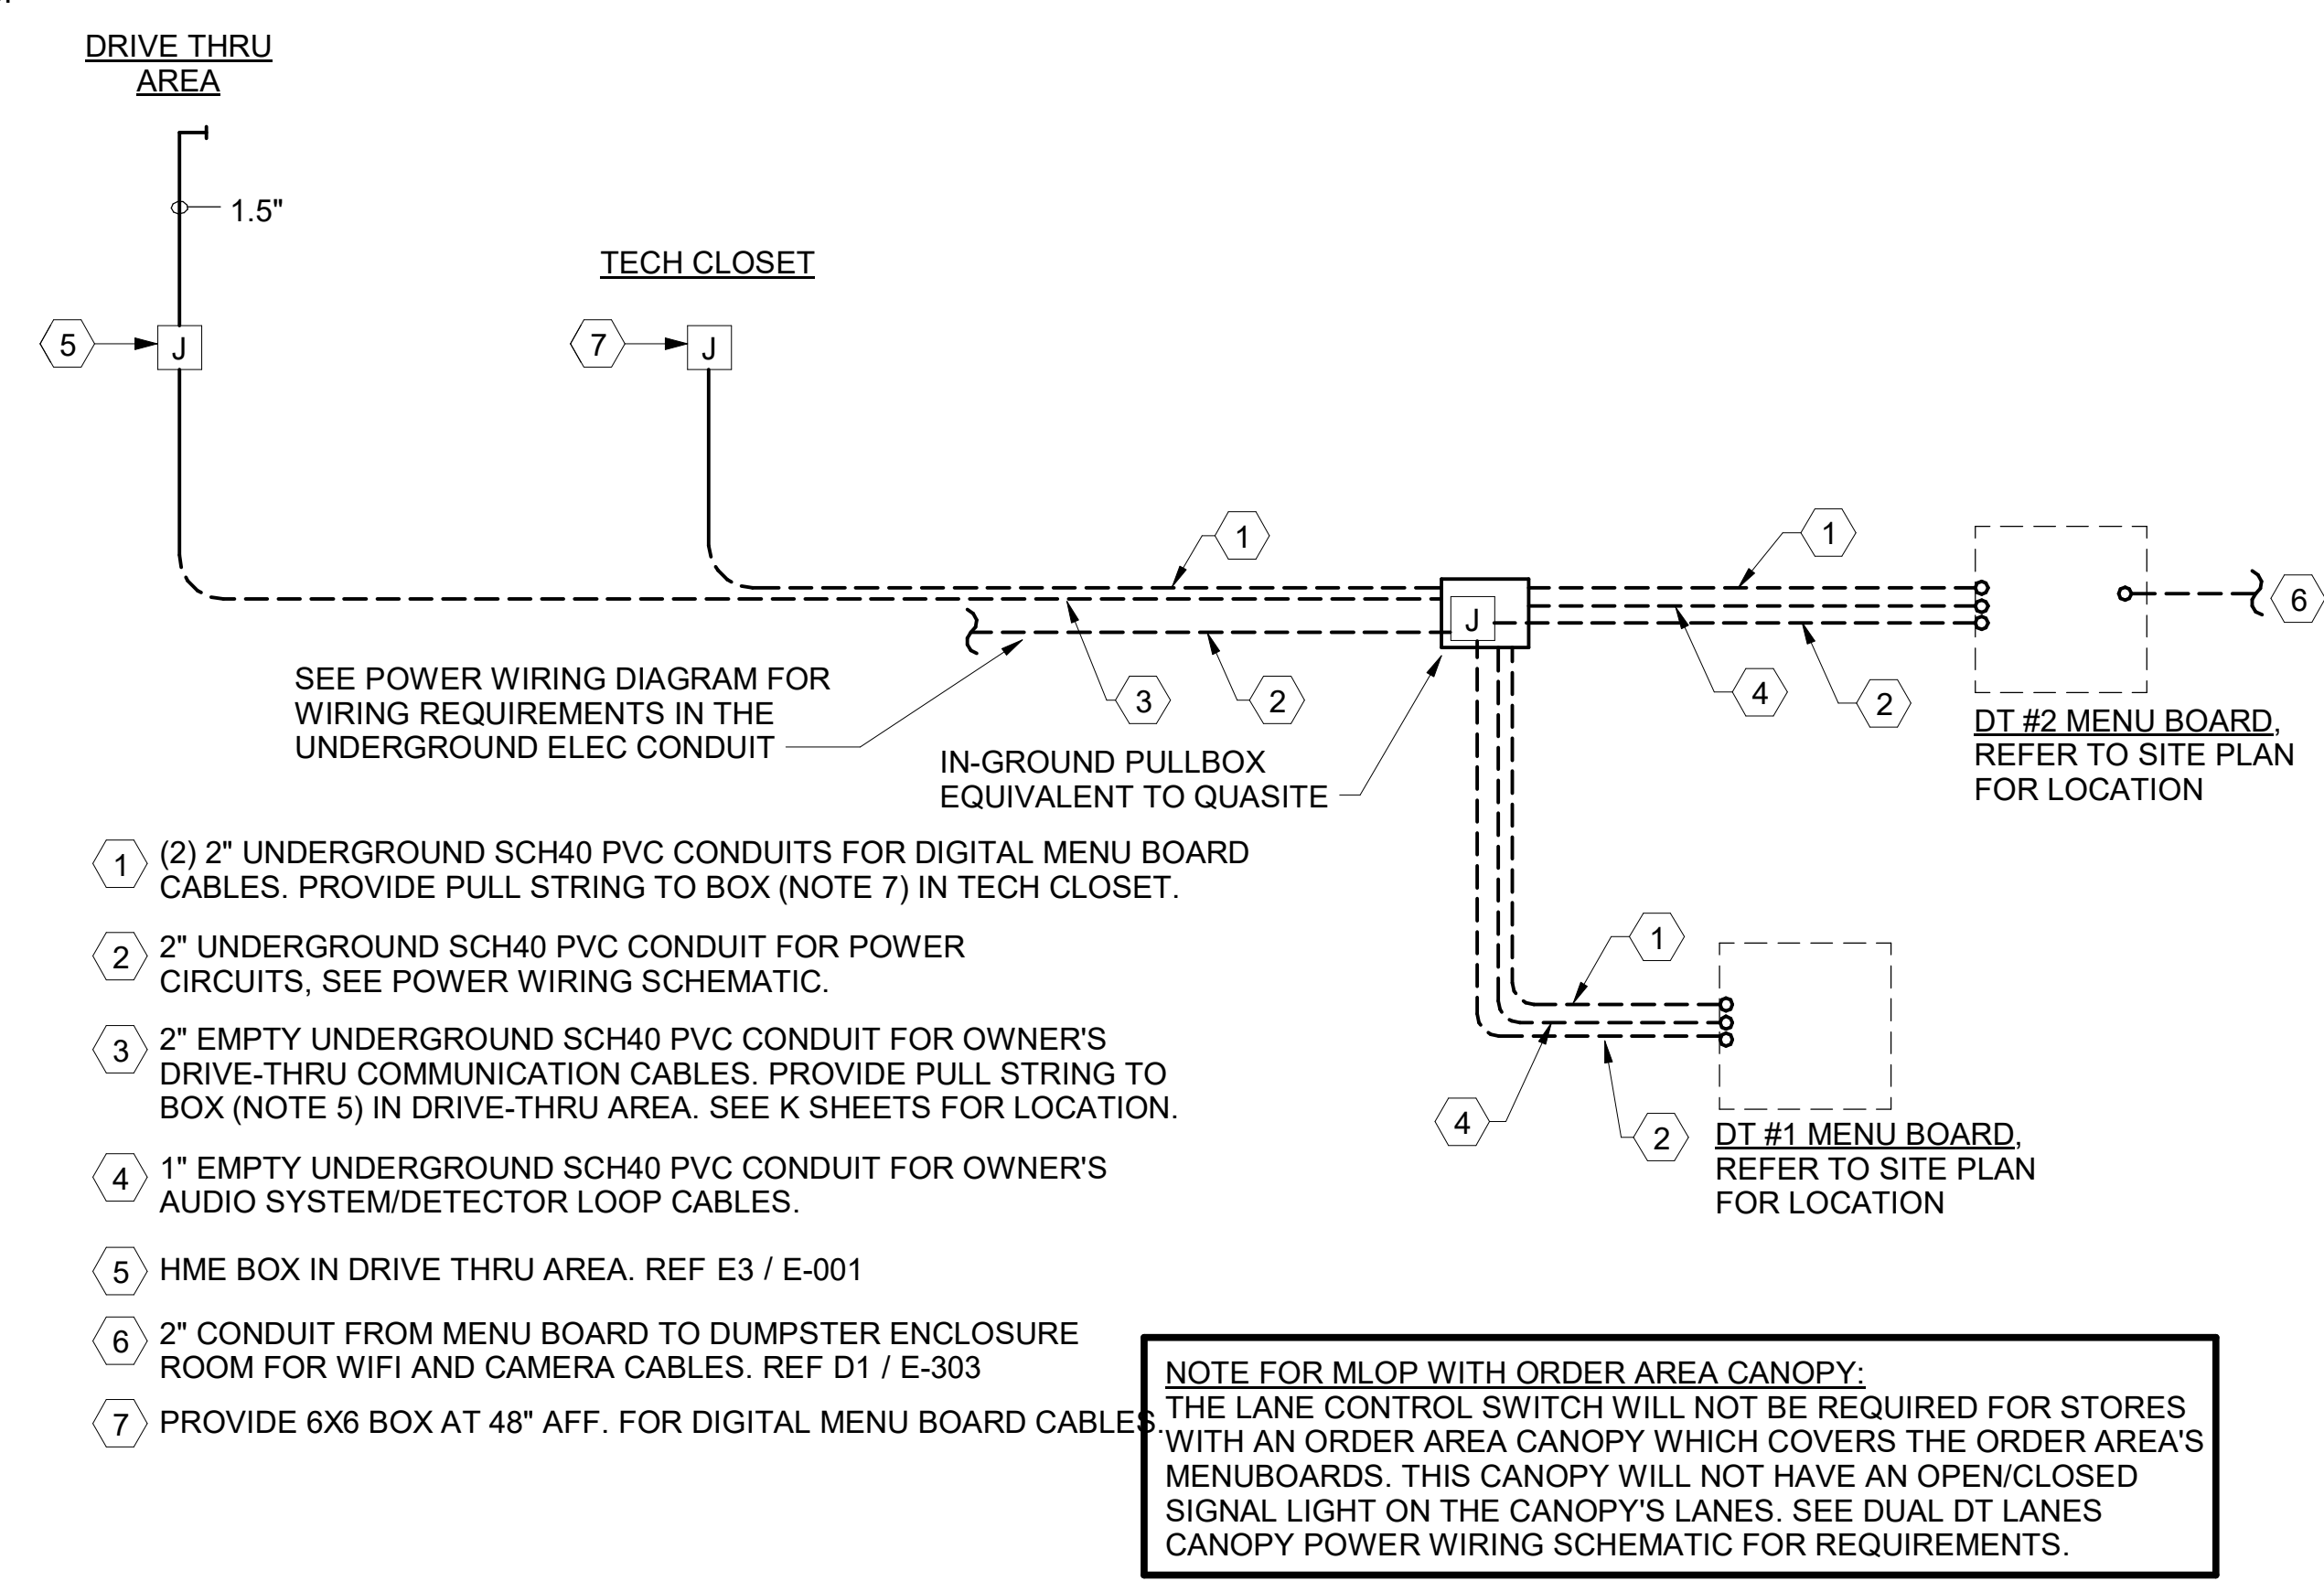 DRIVE THRU
AREA
1.5"
TECH CLOSET
5
J
7
J
1
1
6
J
3
2
4
2
SEE POWER WIRING DIAGRAM FOR
WIRING REQUIREMENTS IN THE
UNDERGROUND ELEC CONDUIT
IN-GROUND PULLBOX
EQUIVALENT TO QUASITE
DT #2 MENU BOARD,
REFER TO SITE PLAN
FOR LOCATION
1
4
2
DT #1 MENU BOARD,
REFER TO SITE PLAN
FOR LOCATION
1 (2) 2" UNDERGROUND SCH40 PVC CONDUITS FOR DIGITAL MENU BOARD
CABLES. PROVIDE PULL STRING TO BOX (NOTE 7) IN TECH CLOSET.
2 2" UNDERGROUND SCH40 PVC CONDUIT FOR POWER
CIRCUITS, SEE POWER WIRING SCHEMATIC.
3 2" EMPTY UNDERGROUND SCH40 PVC CONDUIT FOR OWNER'S
DRIVE-THRU COMMUNICATION CABLES. PROVIDE PULL STRING TO
BOX (NOTE 5) IN DRIVE-THRU AREA. SEE K SHEETS FOR LOCATION.
4 1" EMPTY UNDERGROUND SCH40 PVC CONDUIT FOR OWNER'S
AUDIO SYSTEM/DETECTOR LOOP CABLES.
5 HME BOX IN DRIVE THRU AREA. REF E3 / E-001
6 2" CONDUIT FROM MENU BOARD TO DUMPSTER ENCLOSURE
ROOM FOR WIFI AND CAMERA CABLES. REF D1 / E-303
7 PROVIDE 6X6 BOX AT 48" AFF. FOR DIGITAL MENU BOARD CABLES.
NOTE FOR MLOP WITH ORDER AREA CANOPY:
THE LANE CONTROL SWITCH WILL NOT BE REQUIRED FOR STORES
WITH AN ORDER AREA CANOPY WHICH COVERS THE ORDER AREA'S
MENUBOARDS. THIS CANOPY WILL NOT HAVE AN OPEN/CLOSED
SIGNAL LIGHT ON THE CANOPY'S LANES. SEE DUAL DT LANES
CANOPY POWER WIRING SCHEMATIC FOR REQUIREMENTS.